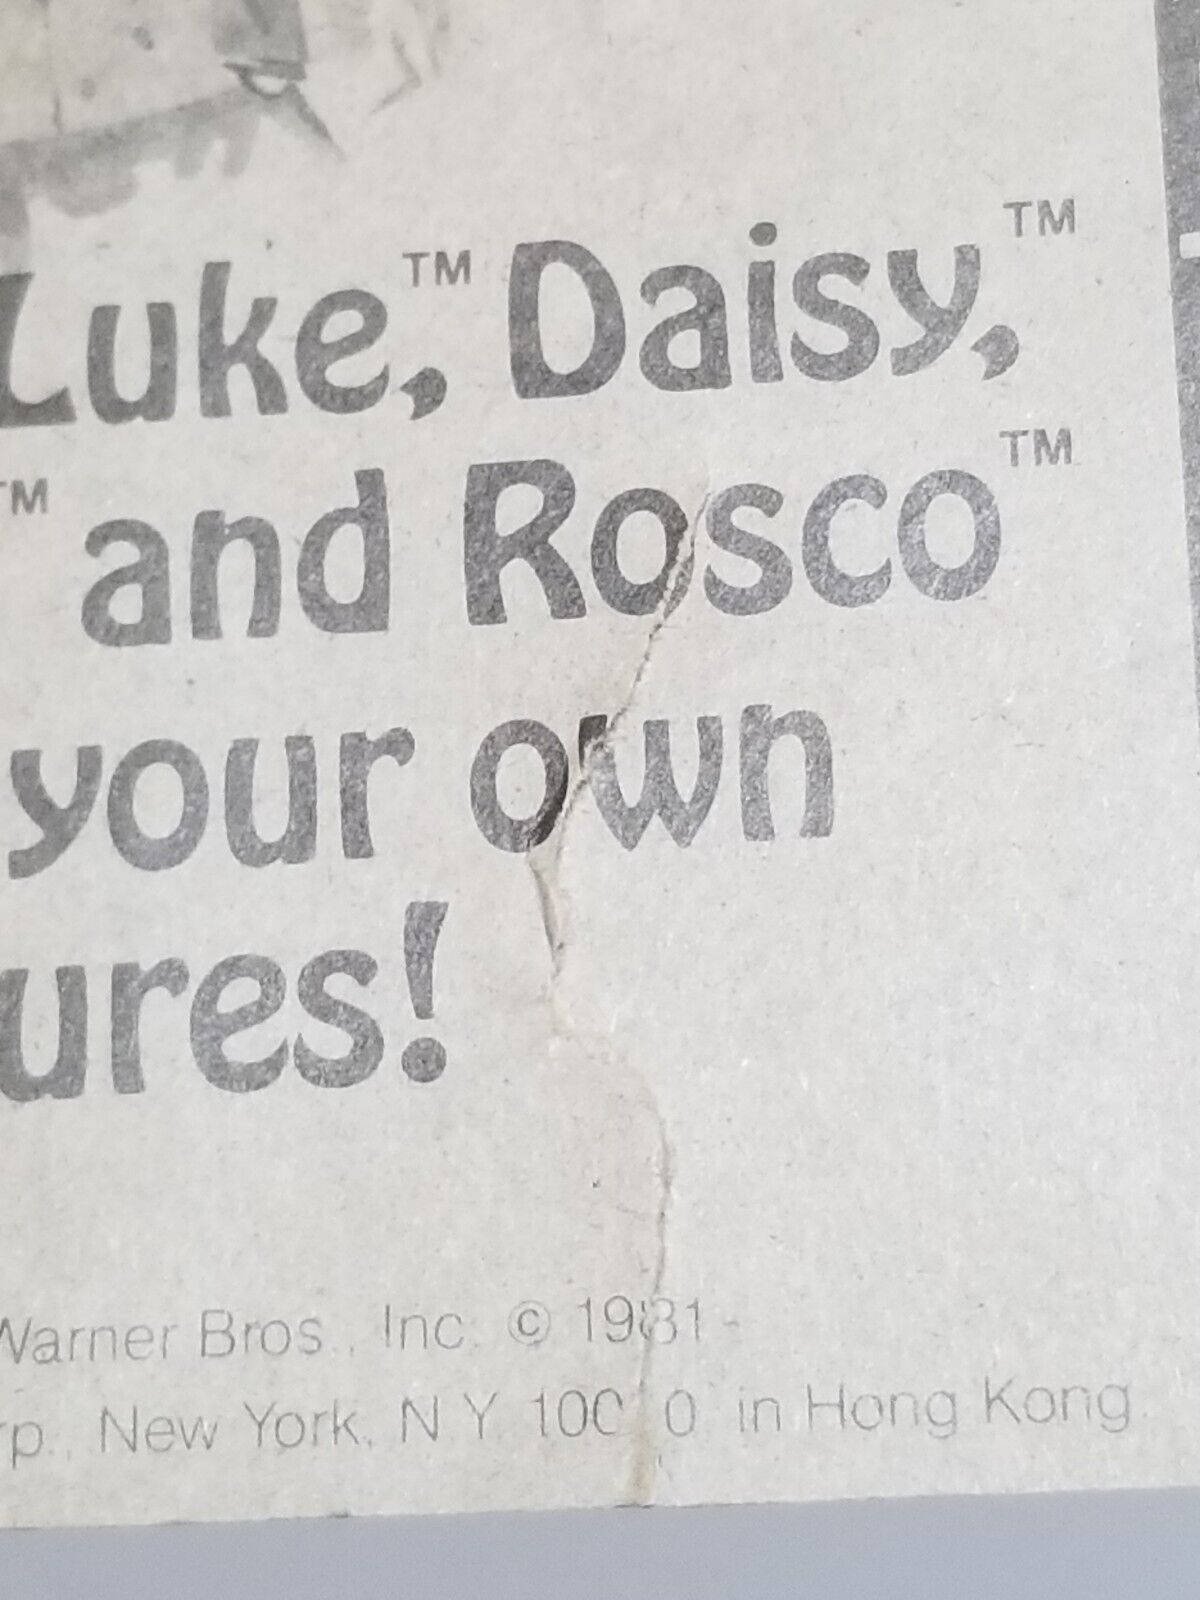 Luke,™ Daisy,™
™ and Rosco™
your own
ures!
Warner Bros., Inc. © 1981
rp., New York, N.Y. 100 0 in Hong Kong.